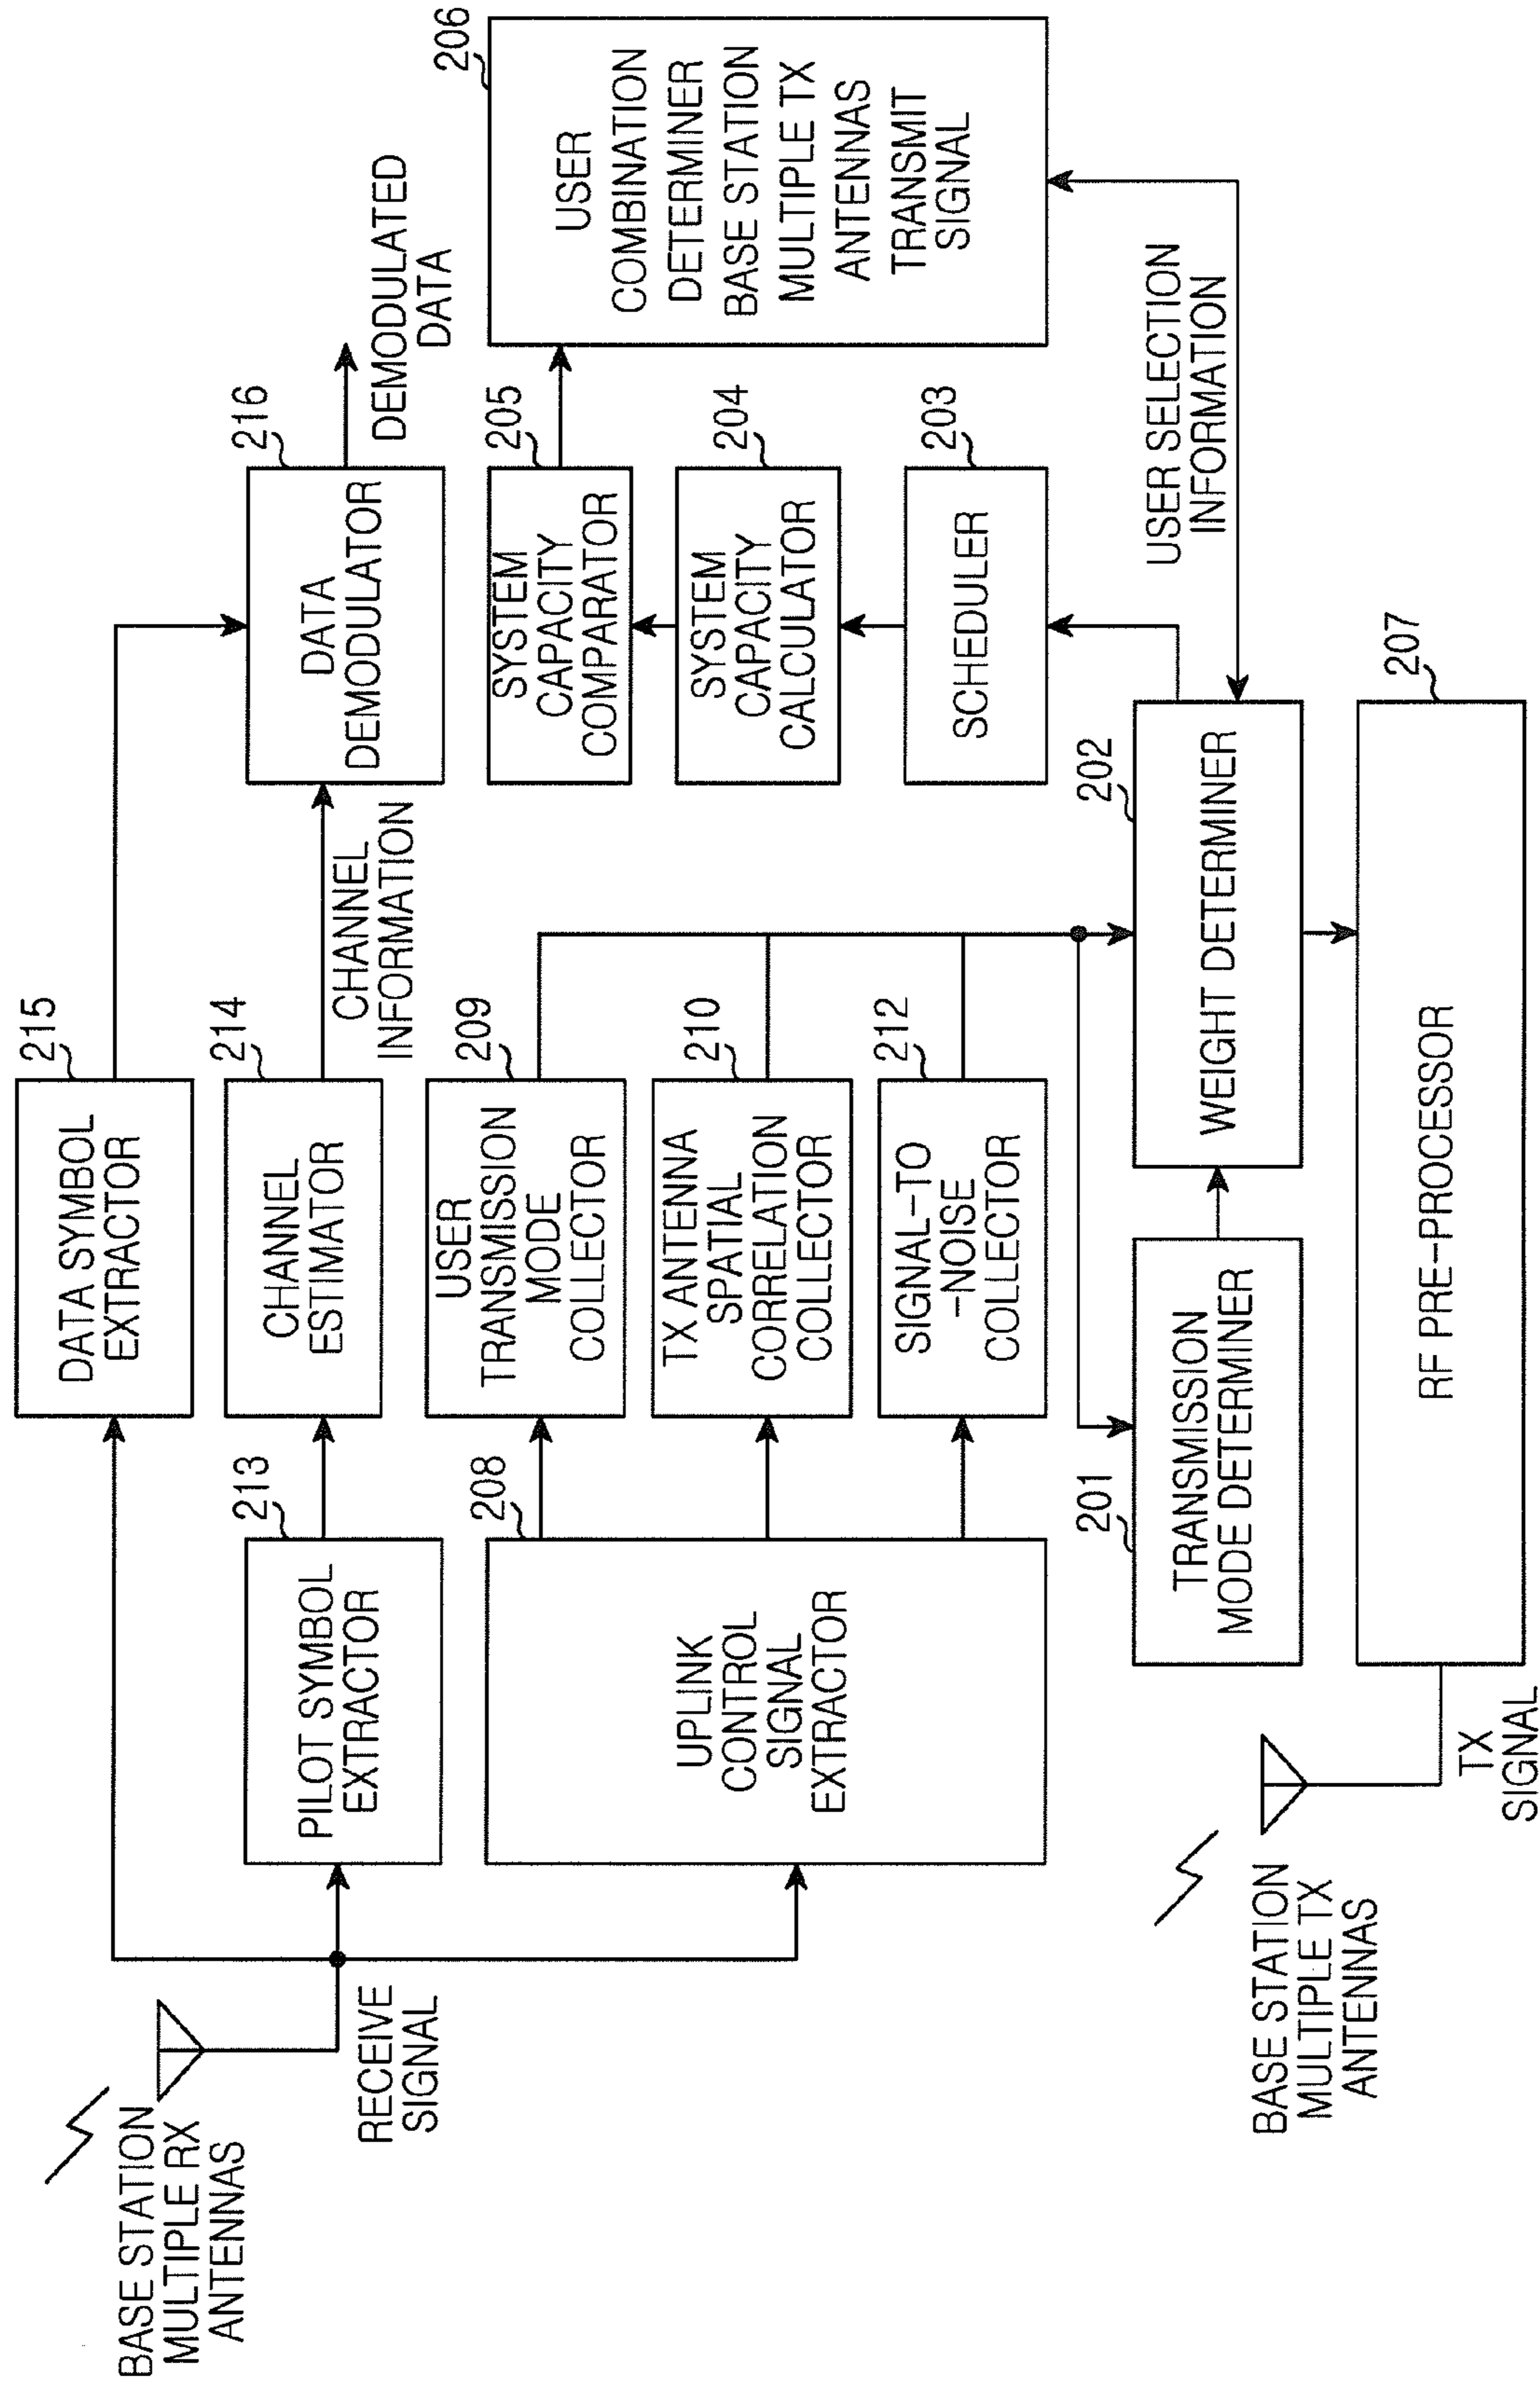 215
DATA SYMBOL
EXTRACTOR
BASE STATION
MULTIPLE RX
ANTENNAS
RECEIVE
SIGNAL
213
PILOT SYMBOL
EXTRACTOR
214
CHANNEL
ESTIMATOR
CHANNEL
INFORMATION
216
DATA
DEMODULATOR
DEMODULATED
DATA
208
UPLINK
CONTROL
SIGNAL
EXTRACTOR
209
USER
TRANSMISSION
MODE
COLLECTOR
210
TX ANTENNA
SPATIAL
CORRELATION
COLLECTOR
212
SIGNAL-TO
-NOISE
COLLECTOR
205
SYSTEM
CAPACITY
COMPARATOR
204
SYSTEM
CAPACITY
CALCULATOR
203
SCHEDULER
206
USER
COMBINATION
DETERMINER
BASE STATION
MULTIPLE TX
ANTENNAS
TRANSMIT
SIGNAL
USER SELECTION
INFORMATION
201
TRANSMISSION
MODE DETERMINER
202
WEIGHT DETERMINER
207
RF PRE-PROCESSOR
BASE STATION
MULTIPLE TX
ANTENNAS
TX
SIGNAL